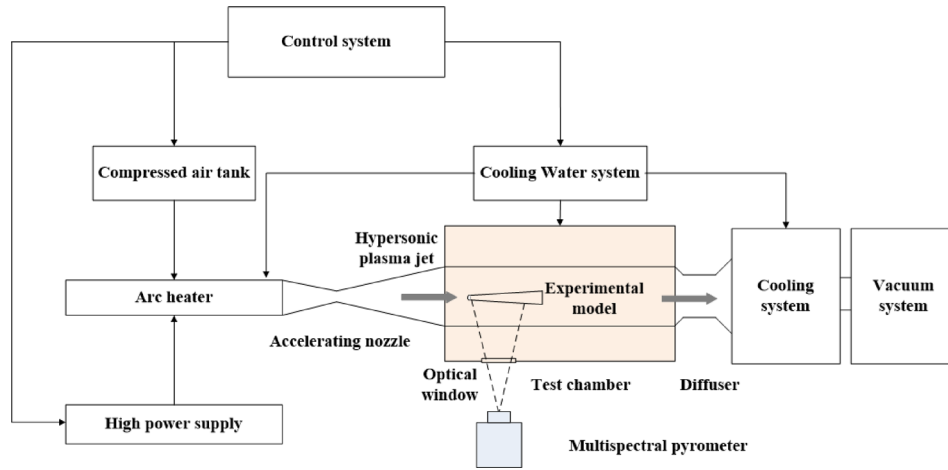 Control system
Compressed air tank
Cooling Water system
Hypersonic
plasma jet
Arc heater
Experimental
model
Cooling
system
Vacuum
system
Accelerating nozzle
Optical
window
Test chamber
Diffuser
High power supply
Multispectral pyrometer